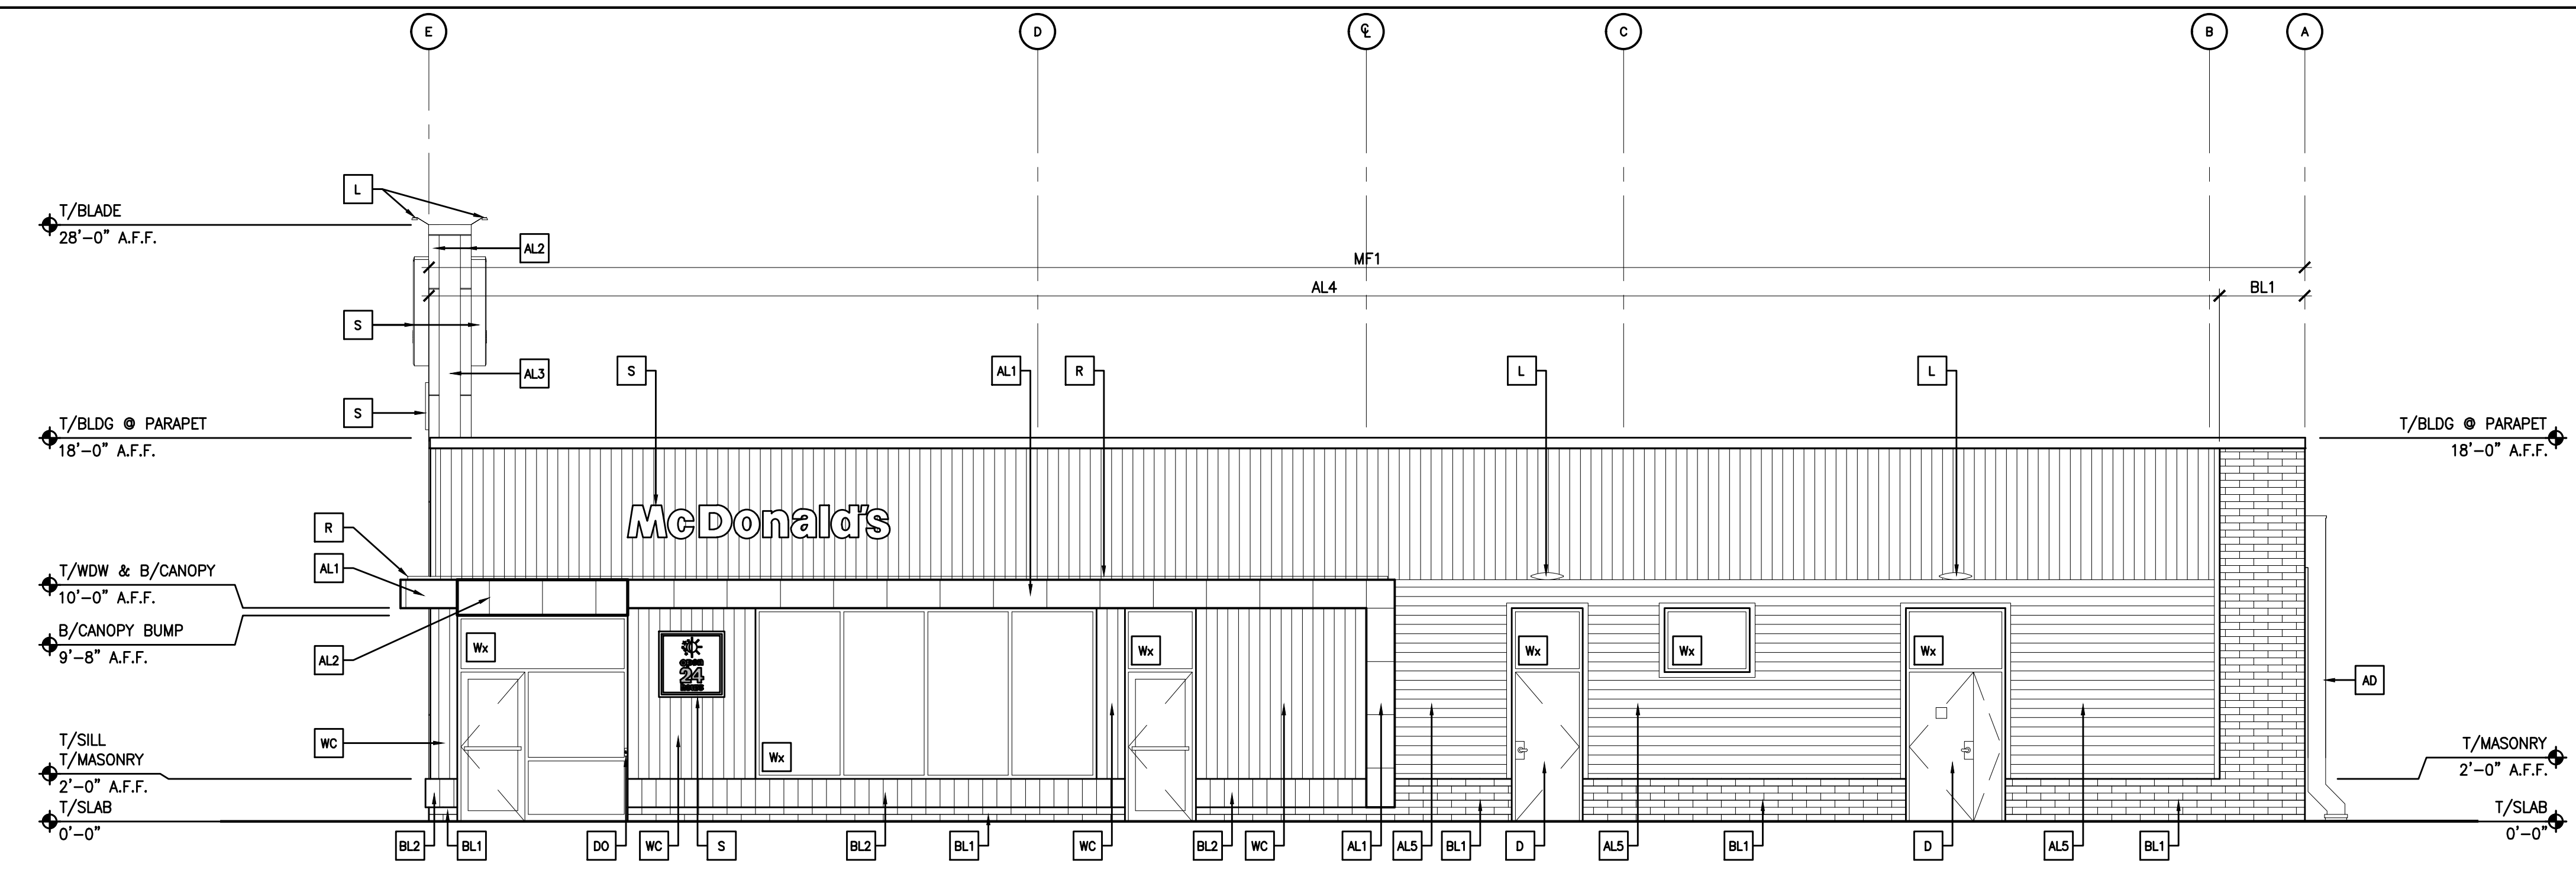 E
D
℄
C
B
A
L
T/BLADE
28'-0" A.F.F.
AL2
MF1
AL4
BL1
S
AL3
S
AL1
R
L
L
S
T/BLDG @ PARAPET
18'-0" A.F.F.
T/BLDG @ PARAPET
18'-0" A.F.F.
McDonald's
R
AL1
T/WDW & B/CANOPY
10'-0" A.F.F.
B/CANOPY BUMP
9'-8" A.F.F.
AL2
Wx
open
24
hours
Wx
Wx
Wx
Wx
Wx
AD
WC
T/SILL
T/MASONRY
2'-0" A.F.F.
T/MASONRY
2'-0" A.F.F.
T/SLAB
0'-0"
T/SLAB
0'-0"
BL2
BL1
DO
WC
S
BL2
BL1
WC
BL2
WC
AL1
AL5
BL1
D
AL5
BL1
D
AL5
BL1